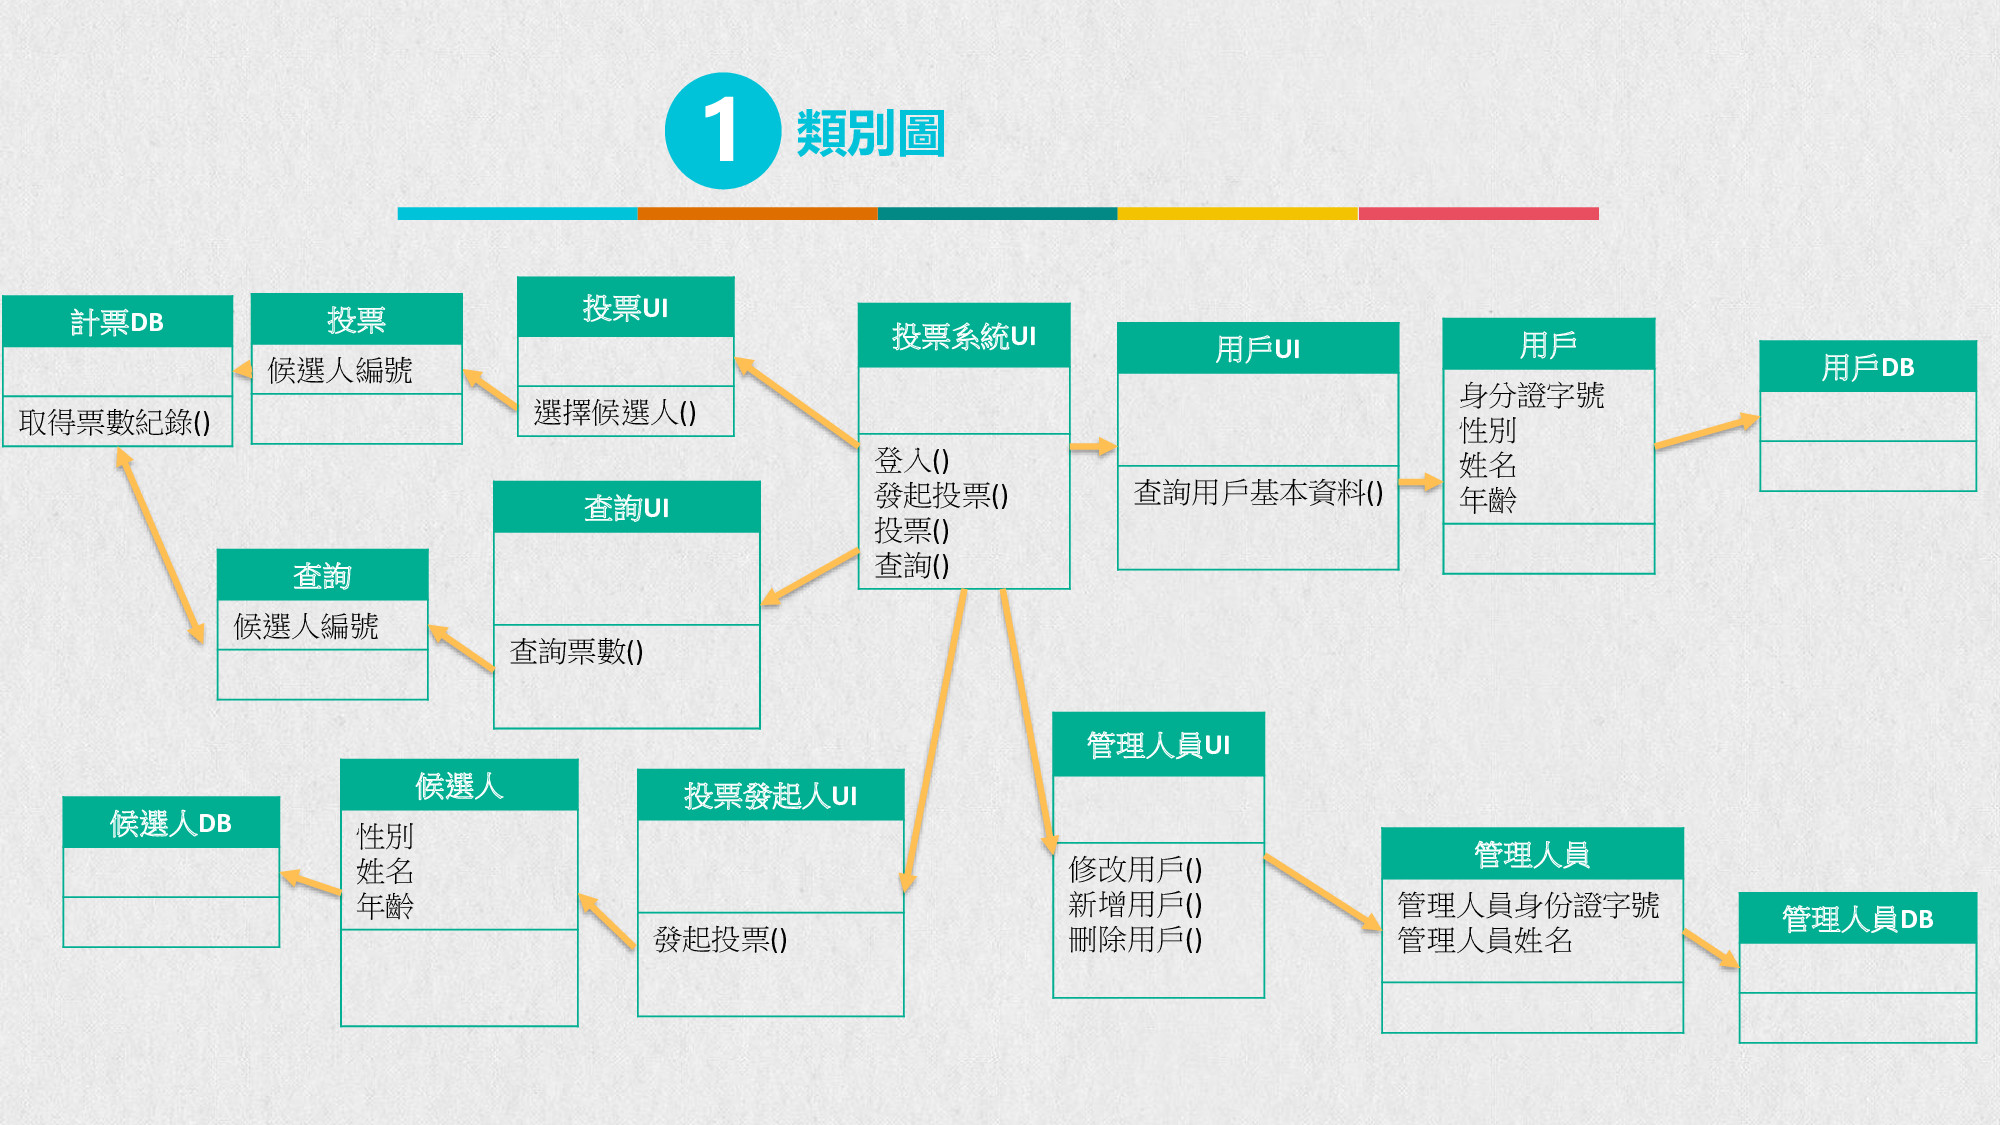 1 類別圖
計票DB
取得票數紀錄()
投票
候選人編號
投票UI
選擇候選人()
投票系統UI
登入()
發起投票()
投票()
查詢()
用戶UI
查詢用戶基本資料()
用戶
身分證字號
性別
姓名
年齡
用戶DB
查詢
候選人編號
查詢UI
查詢票數()
候選人DB
候選人
性別
姓名
年齡
投票發起人UI
發起投票()
管理人員UI
修改用戶()
新增用戶()
刪除用戶()
管理人員
管理人員身份證字號
管理人員姓名
管理人員DB